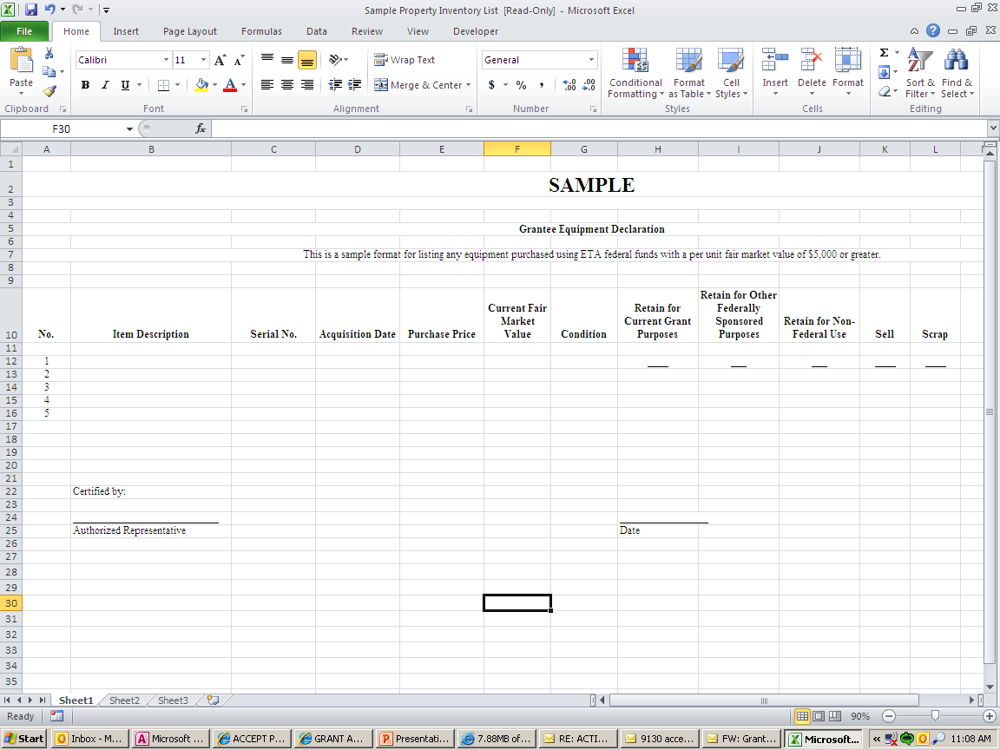 Sample Property Inventory List [Read-Only] - Microsoft Excel
File Home Insert Page Layout Formulas Data Review View Developer
Calibri 11 Wrap Text General
Paste B I U Merge & Center $ % , Conditional Formatting Format as Table Cell Styles Insert Delete Format Σ Sort & Filter Find & Select
Clipboard Font Alignment Number Styles Cells Editing
F30 fx
A B C D E F G H I J K L
1
2 SAMPLE
3
4
5 Grantee Equipment Declaration
6
7 This is a sample format for listing any equipment purchased using ETA federal funds with a per unit fair market value of $5,000 or greater.
8
9
10 No. Item Description Serial No. Acquisition Date Purchase Price Current Fair Market Value Condition Retain for Current Grant Purposes Retain for Other Federally Sponsored Purposes Retain for Non-Federal Use Sell Scrap
11
12 1
13 2
14 3
15 4
16 5
17
18
19
20
21
22 Certified by:
23
24
25 Authorized Representative Date
26
27
28
29
30
31
32
33
34
35
Sheet1 Sheet2 Sheet3
Ready 90%
Start Inbox - M... Microsoft ... ACCEPT P... GRANT A... Presentati... 7.88MB of... RE: ACTI... 9130 acce... FW: Grant... Microsoft... « 11:08 AM